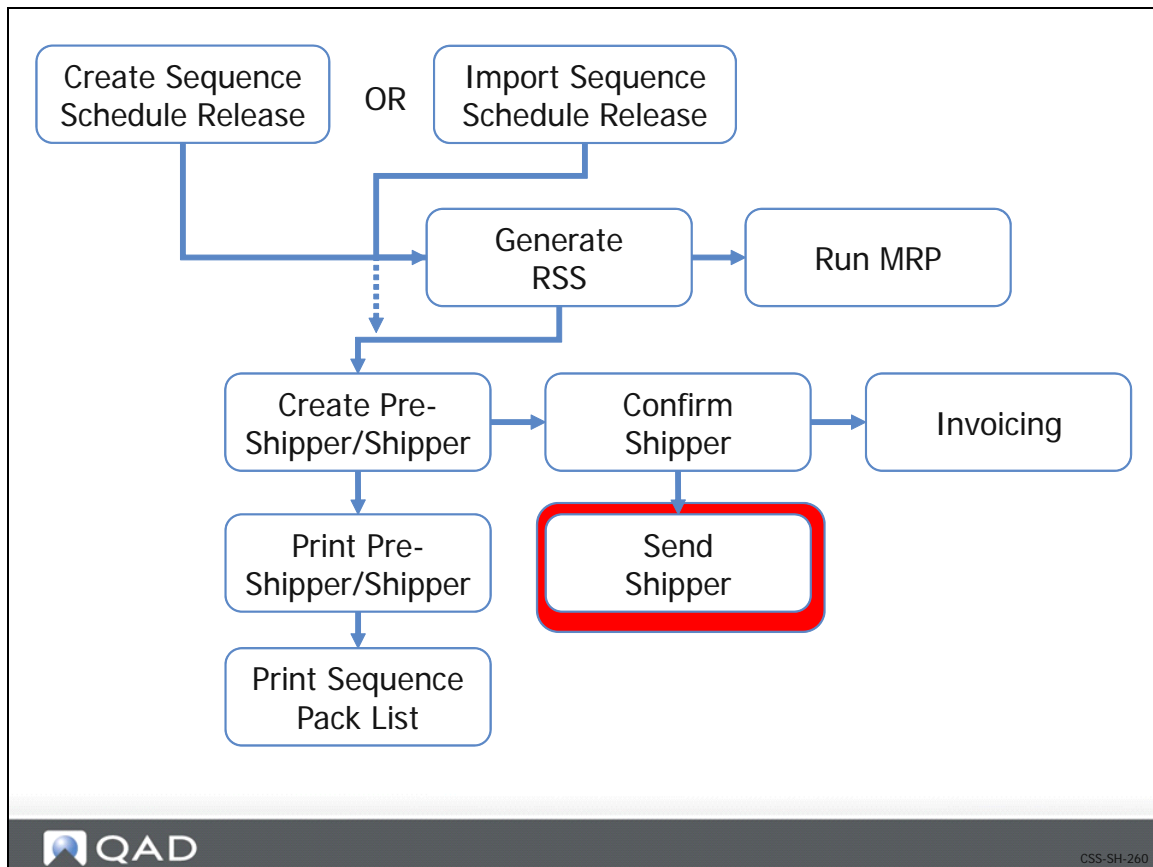 Create Sequence
Schedule Release
OR
Import Sequence
Schedule Release
Generate
RSS
Run MRP
Create Pre-
Shipper/Shipper
Confirm
Shipper
Invoicing
Print Pre-
Shipper/Shipper
Send
Shipper
Print Sequence
Pack List
QAD
CSS-SH-260